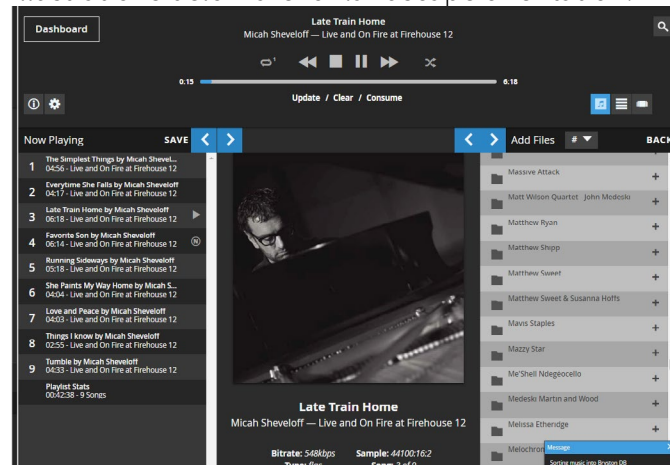 Dashboard
Late Train Home
Micah Sheveloff — Live and On Fire at Firehouse 12
0:15
6:18
Update / Clear / Consume
Now Playing
SAVE
Add Files
#
BACK
1
The Simplest Things by Micah Shevel...
04:56 - Live and On Fire at Firehouse 12
2
Everytime She Falls by Micah Sheveloff
04:17 - Live and On Fire at Firehouse 12
3
Late Train Home by Micah Sheveloff
06:18 - Live and On Fire at Firehouse 12
4
Favorite Son by Micah Sheveloff
06:14 - Live and On Fire at Firehouse 12
N
5
Running Sideways by Micah Sheveloff
05:18 - Live and On Fire at Firehouse 12
6
She Paints My Way Home by Micah S...
04:04 - Live and On Fire at Firehouse 12
7
Love and Peace by Micah Sheveloff
04:03 - Live and On Fire at Firehouse 12
8
Things I know by Micah Sheveloff
02:55 - Live and On Fire at Firehouse 12
9
Tumble by Micah Sheveloff
04:33 - Live and On Fire at Firehouse 12
Playlist Stats
00:42:38 - 9 Songs
Late Train Home
Micah Sheveloff — Live and On Fire at Firehouse 12
Bitrate: 548kbps
Sample: 44100:16:2
Type: flac
Song: 3 of 9
Massive Attack
Matt Wilson Quartet John Medeski
Matthew Ryan
Matthew Shipp
Matthew Sweet
Matthew Sweet & Susanna Hoffs
Mavis Staples
Mazzy Star
Me'Shell Ndegeocello
Medeski Martin and Wood
Melissa Etheridge
Melochrom
Message
Sorting music into Bryston DB